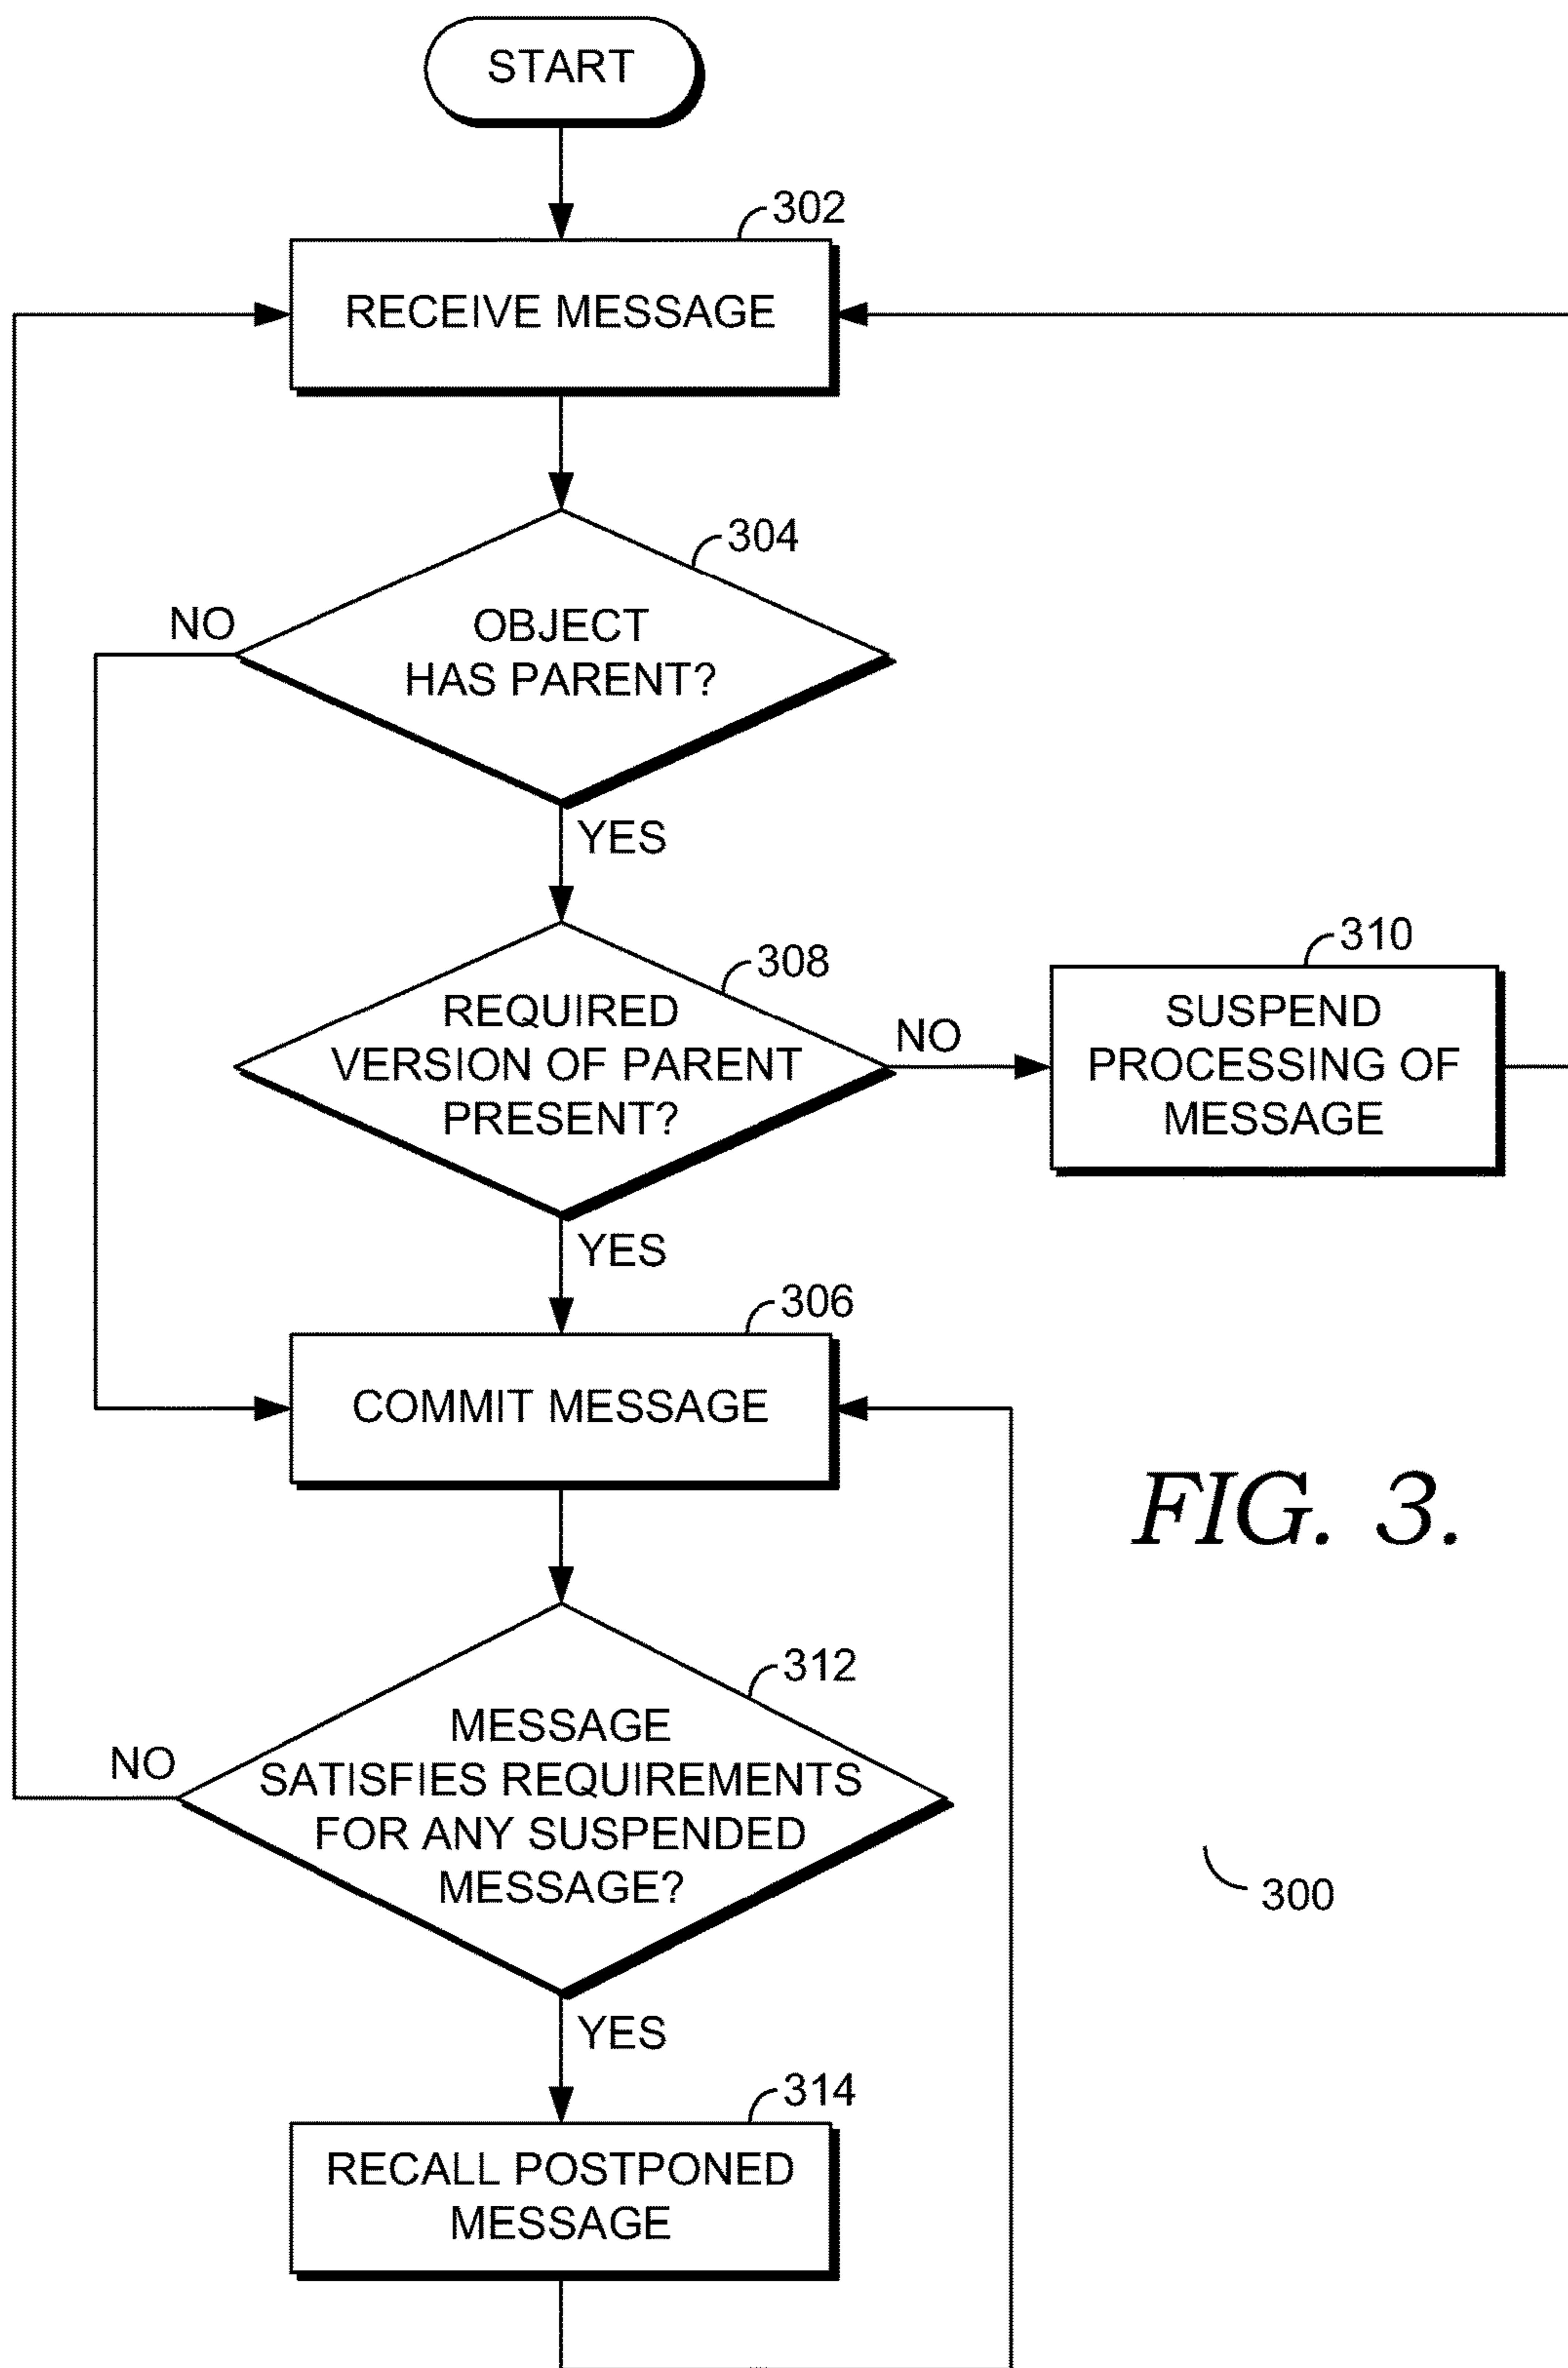 START
302
RECEIVE MESSAGE
304
NO
OBJECT
HAS PARENT?
YES
308
REQUIRED
VERSION OF PARENT
PRESENT?
NO
310
SUSPEND
PROCESSING OF
MESSAGE
YES
306
COMMIT MESSAGE
FIG. 3.
312
NO
MESSAGE
SATISFIES REQUIREMENTS
FOR ANY SUSPENDED
MESSAGE?
300
YES
314
RECALL POSTPONED
MESSAGE